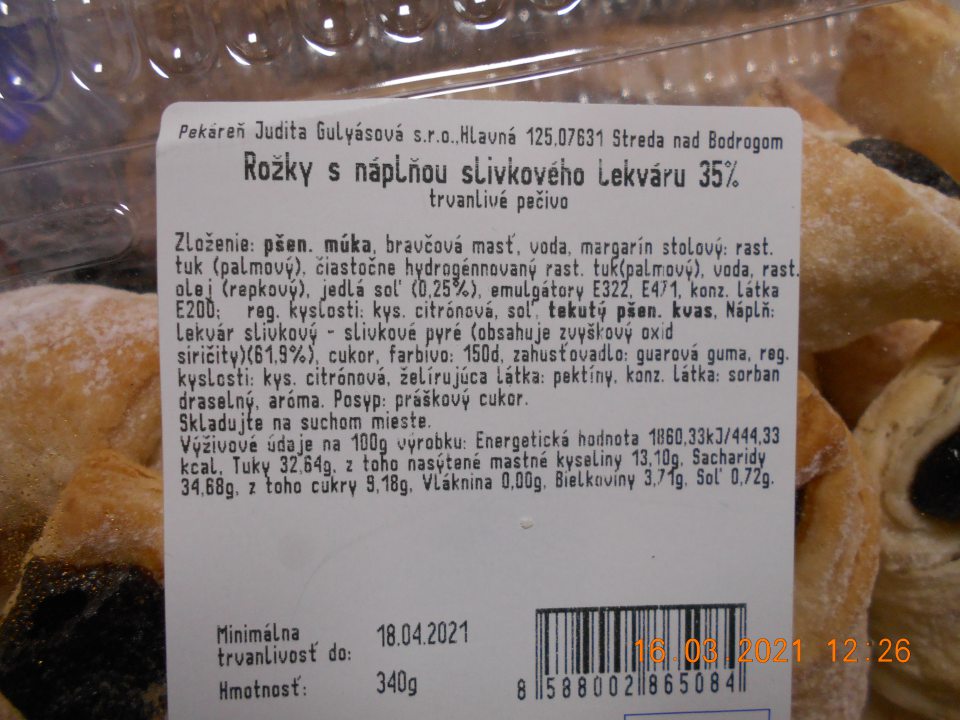 Pekáreň Judita Gulyásová s.r.o.,Hlavná 125,07631 Streda nad Bodrogom
Rožky s náplňou slivkového lekváru 35%
trvanlivé pečivo
Zloženie: pšen. múka, bravčová masť, voda, margarín stolový: rast.
tuk (palmový), čiastočne hydrogénnovaný rast. tuk(palmový), voda, rast.
olej (repkový), jedlá soľ (0,25%), emulgátory E322, E471, konz. látka
E200; reg. kyslosti: kys. citrónová, soľ, tekutý pšen. kvas, Náplň:
Lekvár slivkový - slivkové pyré (obsahuje zvyškový oxid
siričitý)(61.9%), cukor, farbivo: 150d, zahusťovadlo: guarová guma, reg.
kyslosti: kys. citrónová, želírujúca látka: pektíny, konz. látka: sorban
draselný, aróma. Posyp: práškový cukor.
Skladujte na suchom mieste.
Výživové údaje na 100g výrobku: Energetická hodnota 1860,33kJ/444,33
kcal, Tuky 32,64g, z toho nasýtené mastné kyseliny 13,10g, Sacharidy
34,68g, z toho cukry 9,18g, Vláknina 0,00g, Bielkoviny 3,71g, Soľ 0,72g.
Minimálna
trvanlivosť do: 18.04.2021
Hmotnosť: 340g
8 588002 865084
16.03.2021 12:26